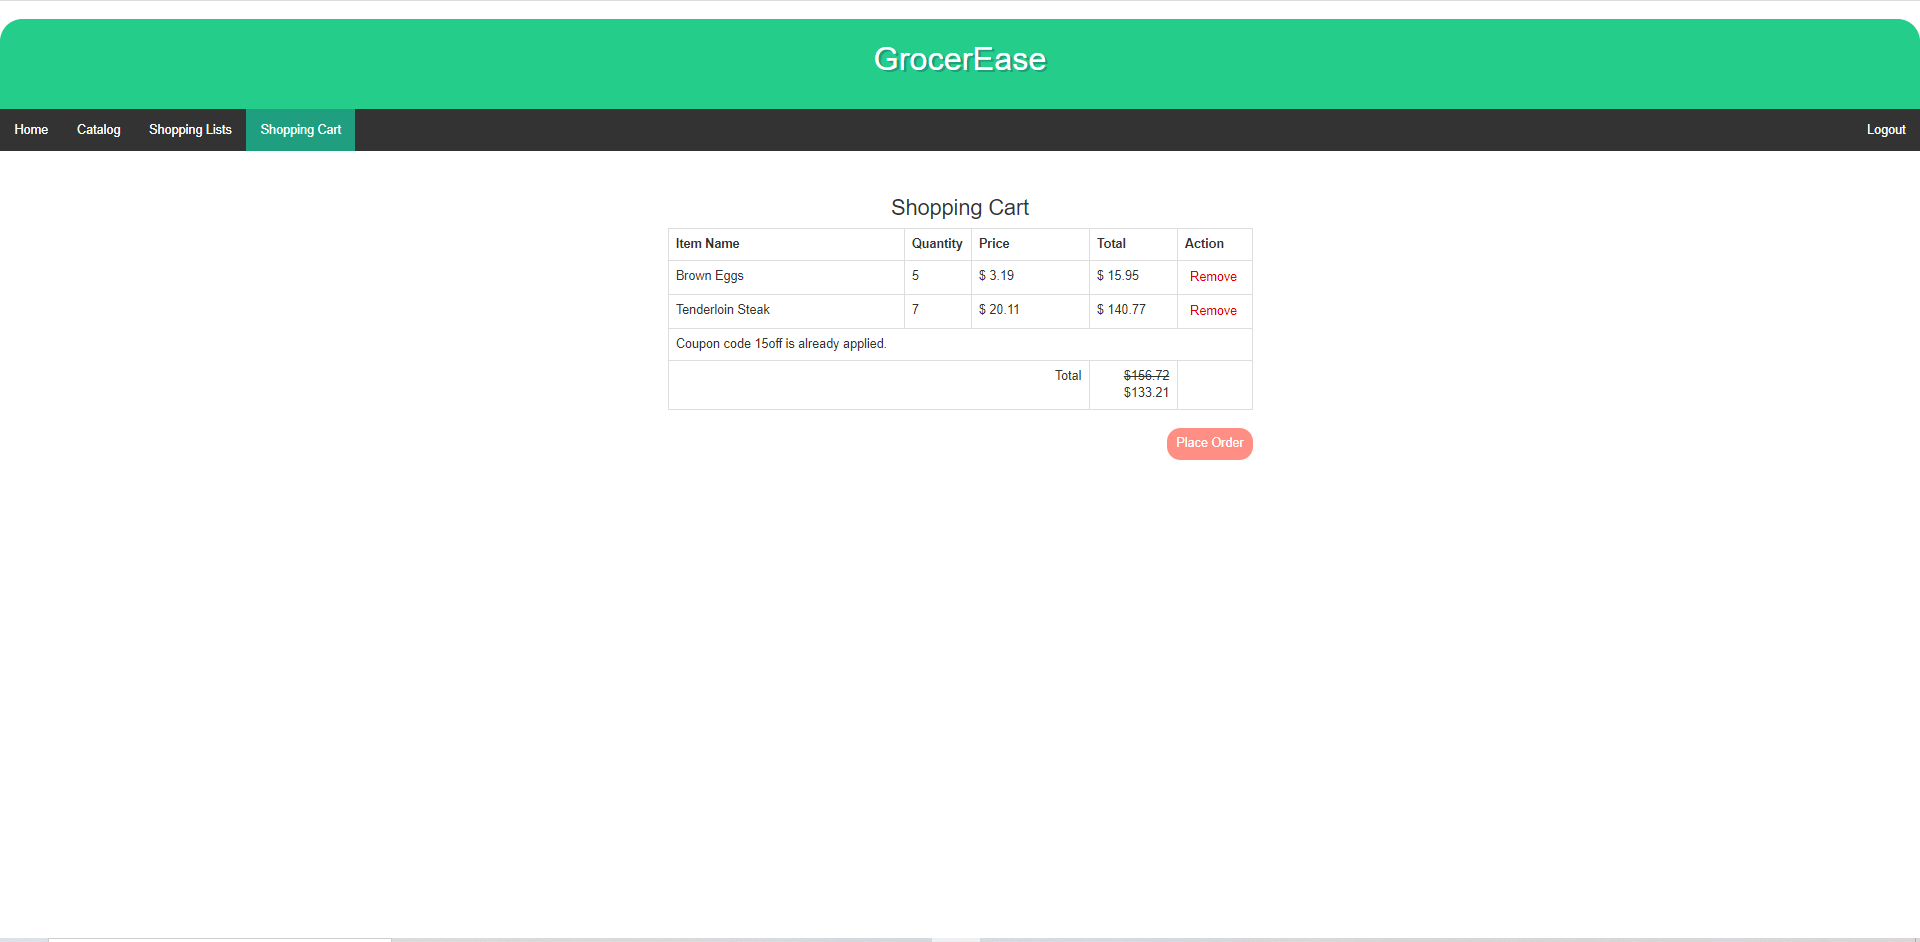 GrocerEase
Home Catalog Shopping Lists Shopping Cart Logout
Shopping Cart
Item Name Quantity Price Total Action
Brown Eggs 5 $ 3.19 $ 15.95 Remove
Tenderloin Steak 7 $ 20.11 $ 140.77 Remove
Coupon code 15off is already applied.
Total $156.72
$133.21
Place Order